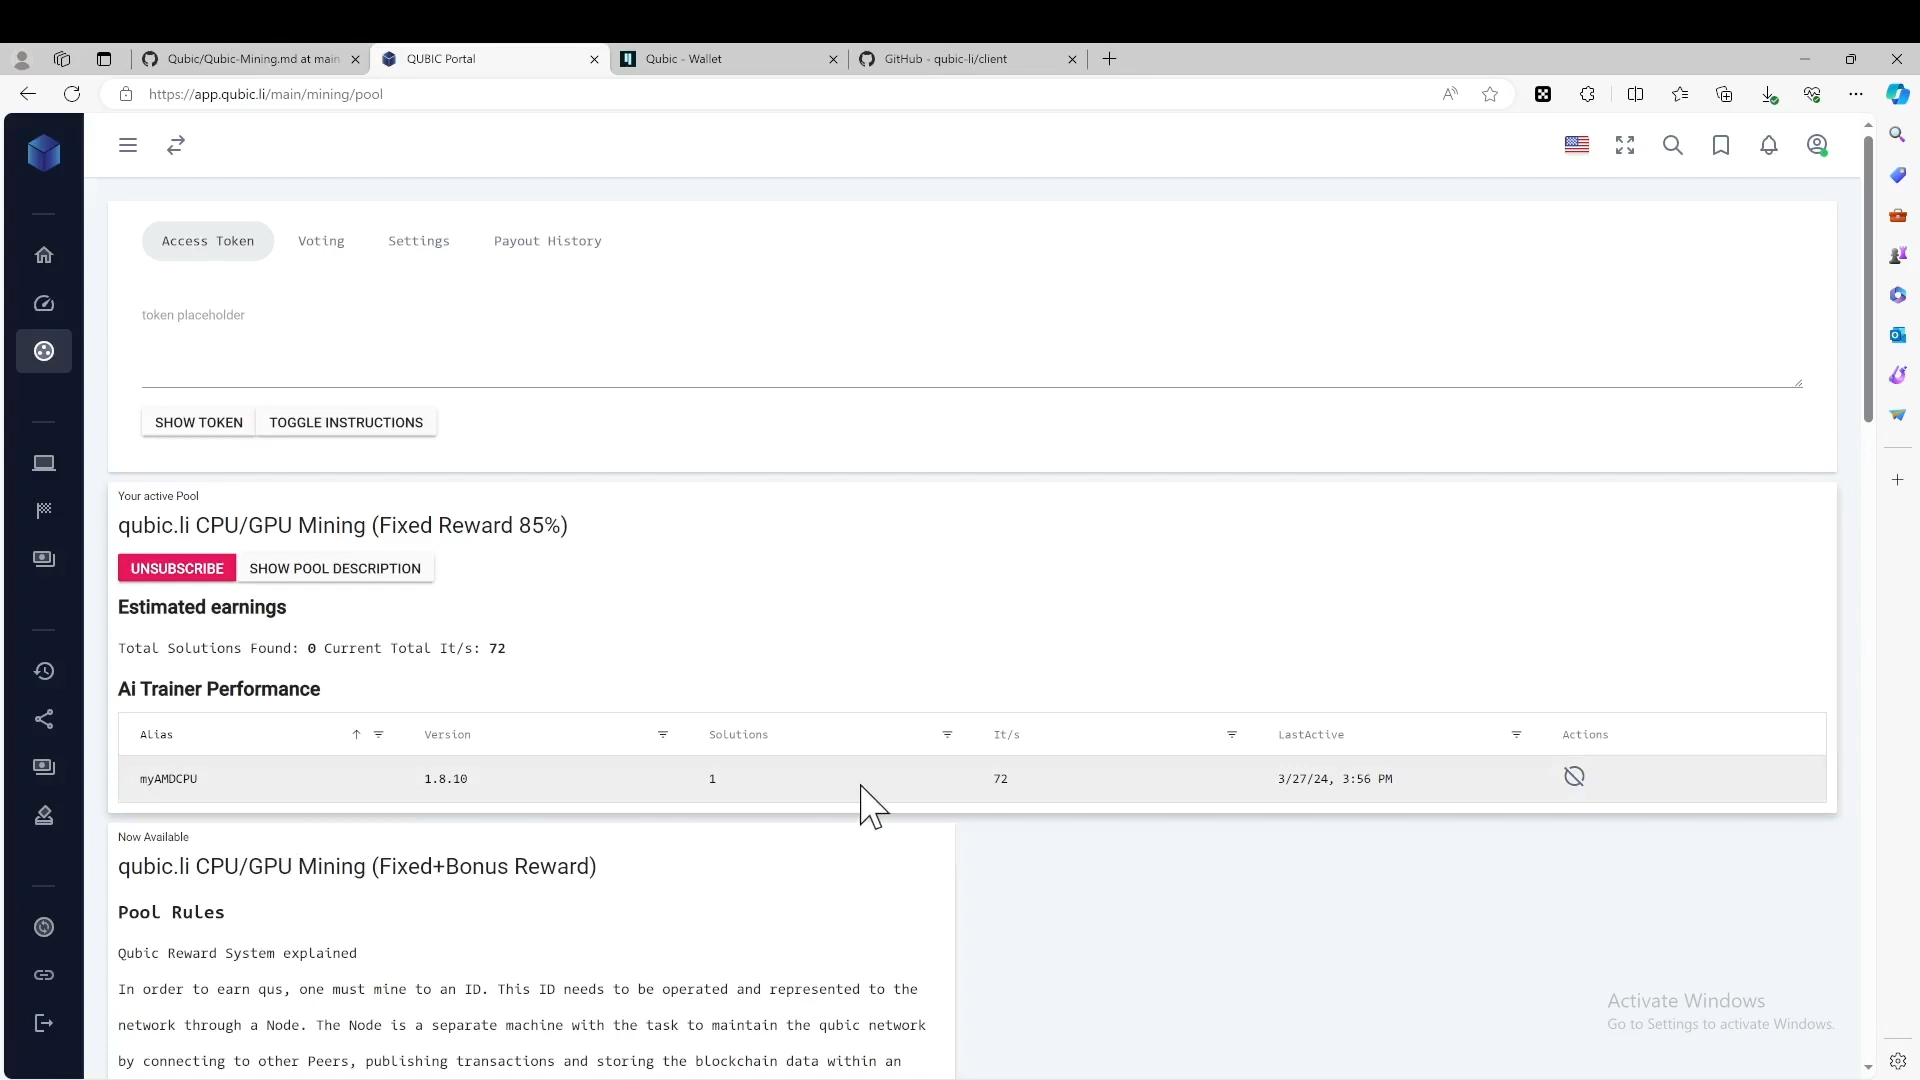 Qubic/Qubic-Mining.md at main
QUBIC Portal
Qubic - Wallet
GitHub - qubic-li/client
https://app.qubic.li/main/mining/pool
Access Token
Voting
Settings
Payout History
token placeholder
SHOW TOKEN
TOGGLE INSTRUCTIONS
Your active Pool
qubic.li CPU/GPU Mining (Fixed Reward 85%)
UNSUBSCRIBE
SHOW POOL DESCRIPTION
Estimated earnings
Total Solutions Found: 0 Current Total It/s: 72
Ai Trainer Performance
Alias Version Solutions It/s LastActive Actions
myAMDCPU 1.8.10 1 72 3/27/24, 3:56 PM
Now Available
qubic.li CPU/GPU Mining (Fixed+Bonus Reward)
Pool Rules
Qubic Reward System explained
In order to earn qus, one must mine to an ID. This ID needs to be operated and represented to the
network through a Node. The Node is a separate machine with the task to maintain the qubic network
by connecting to other Peers, publishing transactions and storing the blockchain data within an
Activate Windows
Go to Settings to activate Windows.